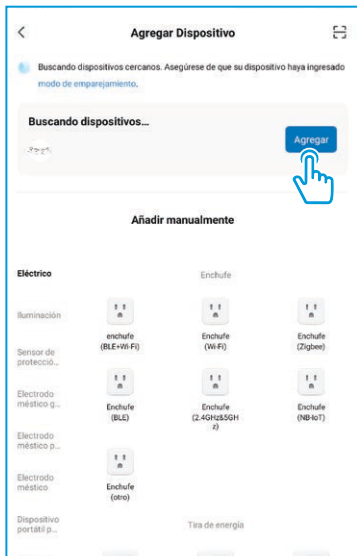 Agregar Dispositivo
Buscando dispositivos cercanos. Asegúrese de que su dispositivo haya ingresado
modo de emparejamiento.
Buscando dispositivos...
Agregar
Añadir manualmente
Eléctrico
Enchufe
Iluminación
enchufe
(BLE+Wi-Fi)
Enchufe
(Wi-Fi)
Enchufe
(Zigbee)
Sensor de
protecció...
Electrodo
méstico g...
Enchufe
(BLE)
Enchufe
(2.4GHz&5GH
z)
Enchufe
(NB-IoT)
Electrodo
méstico p...
Electrodo
méstico
Enchufe
(otro)
Dispositivo
portátil p...
Tira de energía